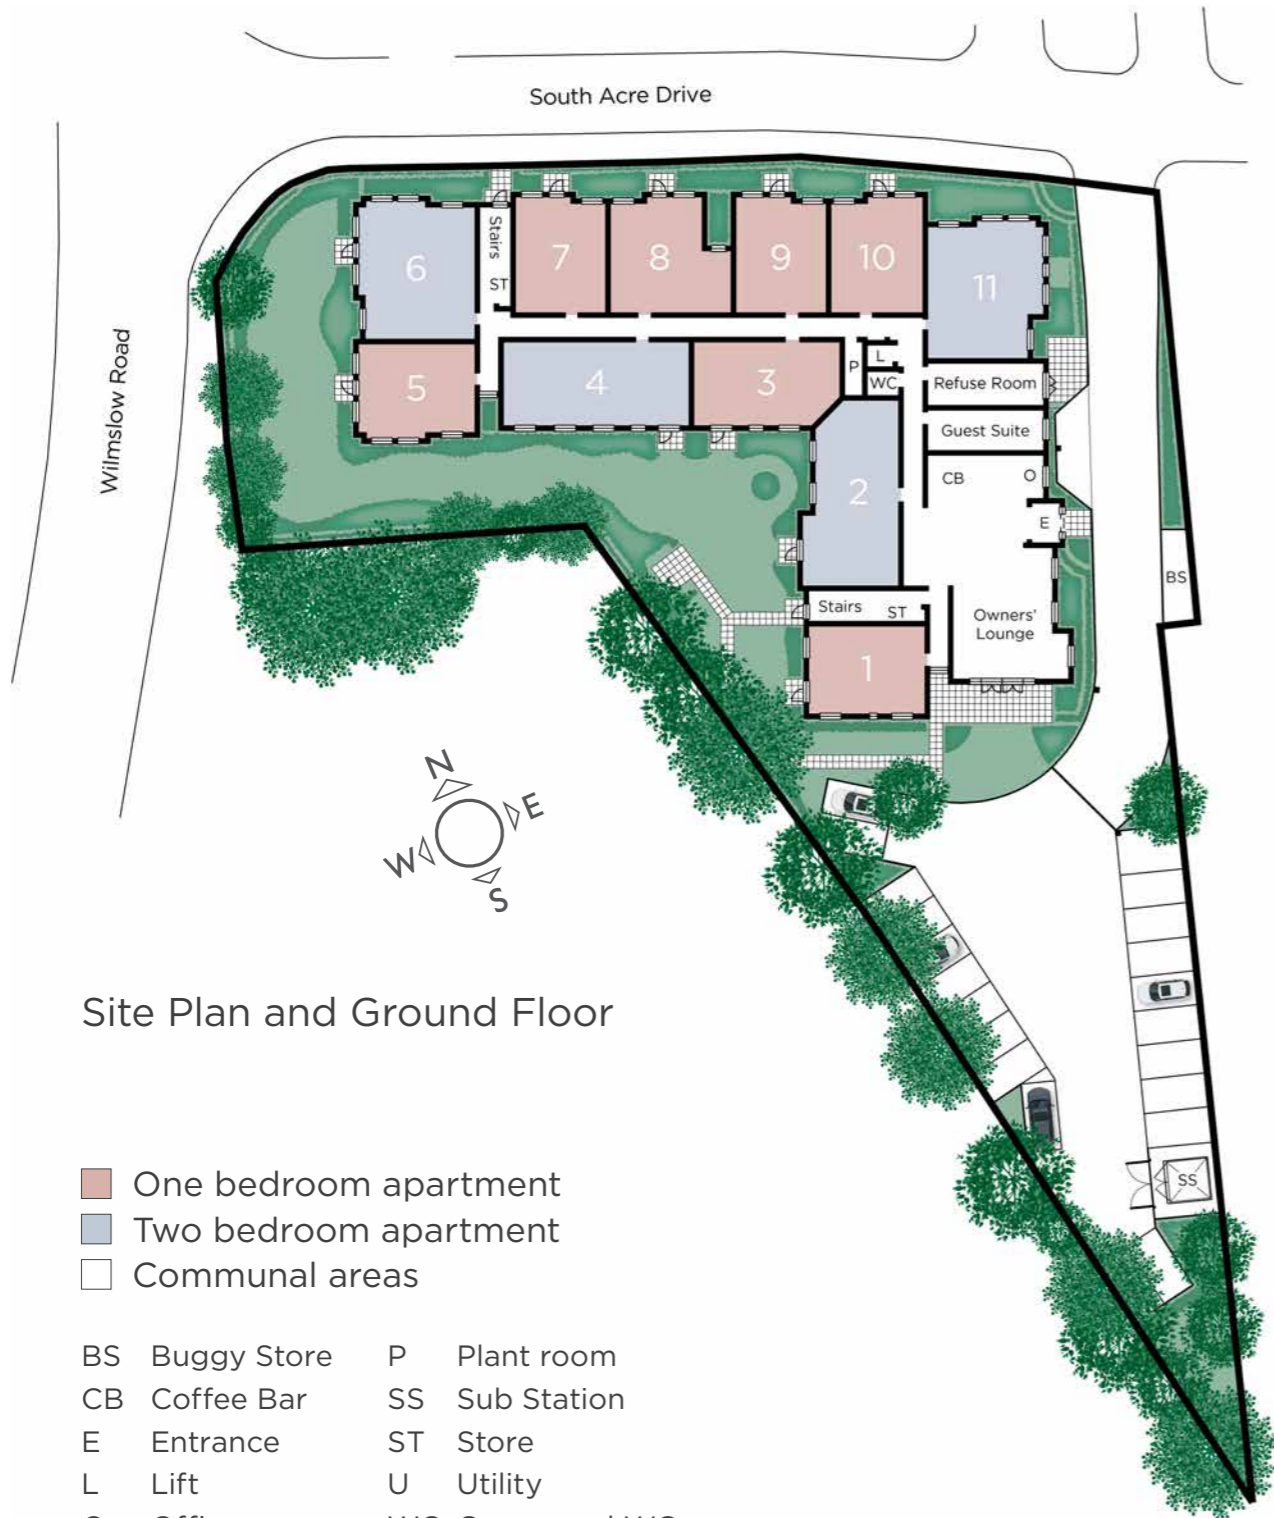 South Acre Drive
Wilmslow Road
Stairs
ST
6
7
8
9
10
11
5
4
3
P
L
WC
Refuse Room
Guest Suite
CB
O
2
E
BS
Stairs
ST
Owners'
Lounge
1
N
E
W
S
SS
Site Plan and Ground Floor
One bedroom apartment
Two bedroom apartment
Communal areas
BS Buggy Store P Plant room
CB Coffee Bar SS Sub Station
E Entrance ST Store
L Lift U Utility